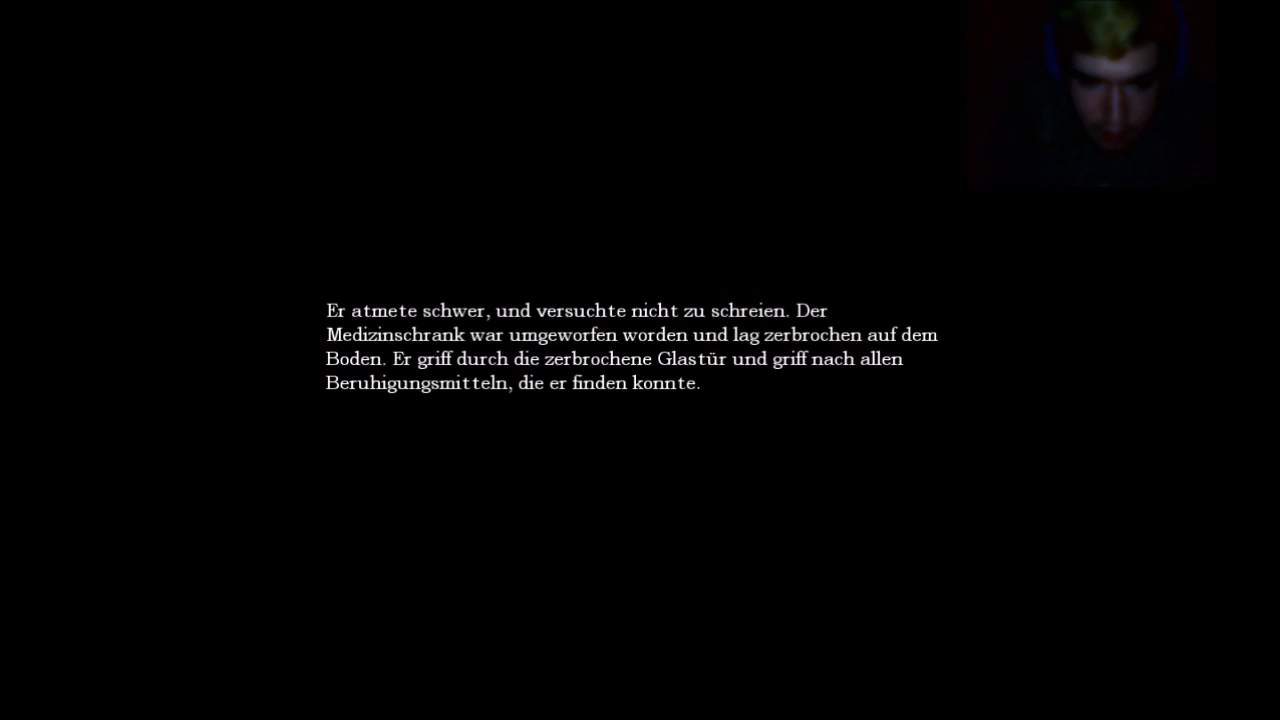 Er atmete schwer, und versuchte nicht zu schreien. Der
Medizinschrank war umgeworfen worden und lag zerbrochen auf dem
Boden. Er griff durch die zerbrochene Glastür und griff nach allen
Beruhigungsmitteln, die er finden konnte.